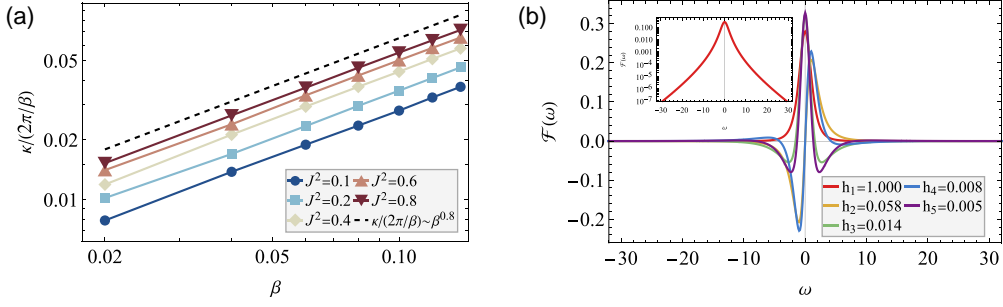 (a)
κ/(2π/β)
0.05
0.02
0.01
0.02
0.05
0.10
β
J²=0.1
J²=0.6
J²=0.2
J²=0.8
J²=0.4
κ/(2π/β)~β^0.8
(b)
ℱ(ω)
0.3
0.2
0.1
0.0
-0.1
-0.2
-30
-20
-10
0
10
20
30
ω
ℱ(ω)
0.100
0.010
0.001
10⁻⁴
10⁻⁵
10⁻⁶
10⁻⁷
-30 -20 -10 0 10 20 30
ω
h₁=1.000
h₄=0.008
h₂=0.058
h₅=0.005
h₃=0.014